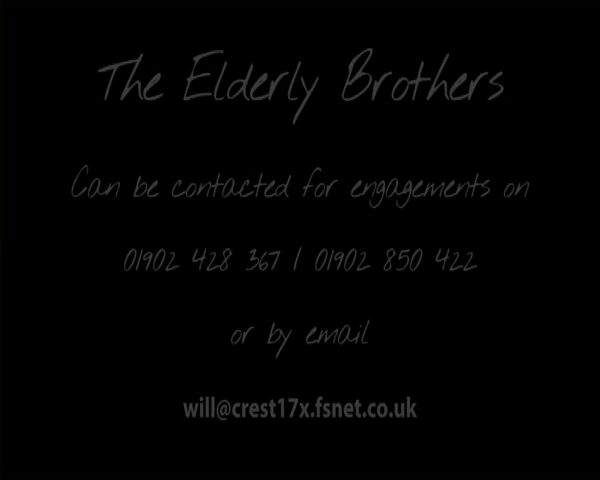 The Elderly Brothers
Can be contacted for engagements on
01902 428 367 / 01902 850 422
or by email
will@crest17x.fsnet.co.uk